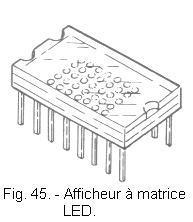 Fig. 45. - Afficheur à matrice
LED.